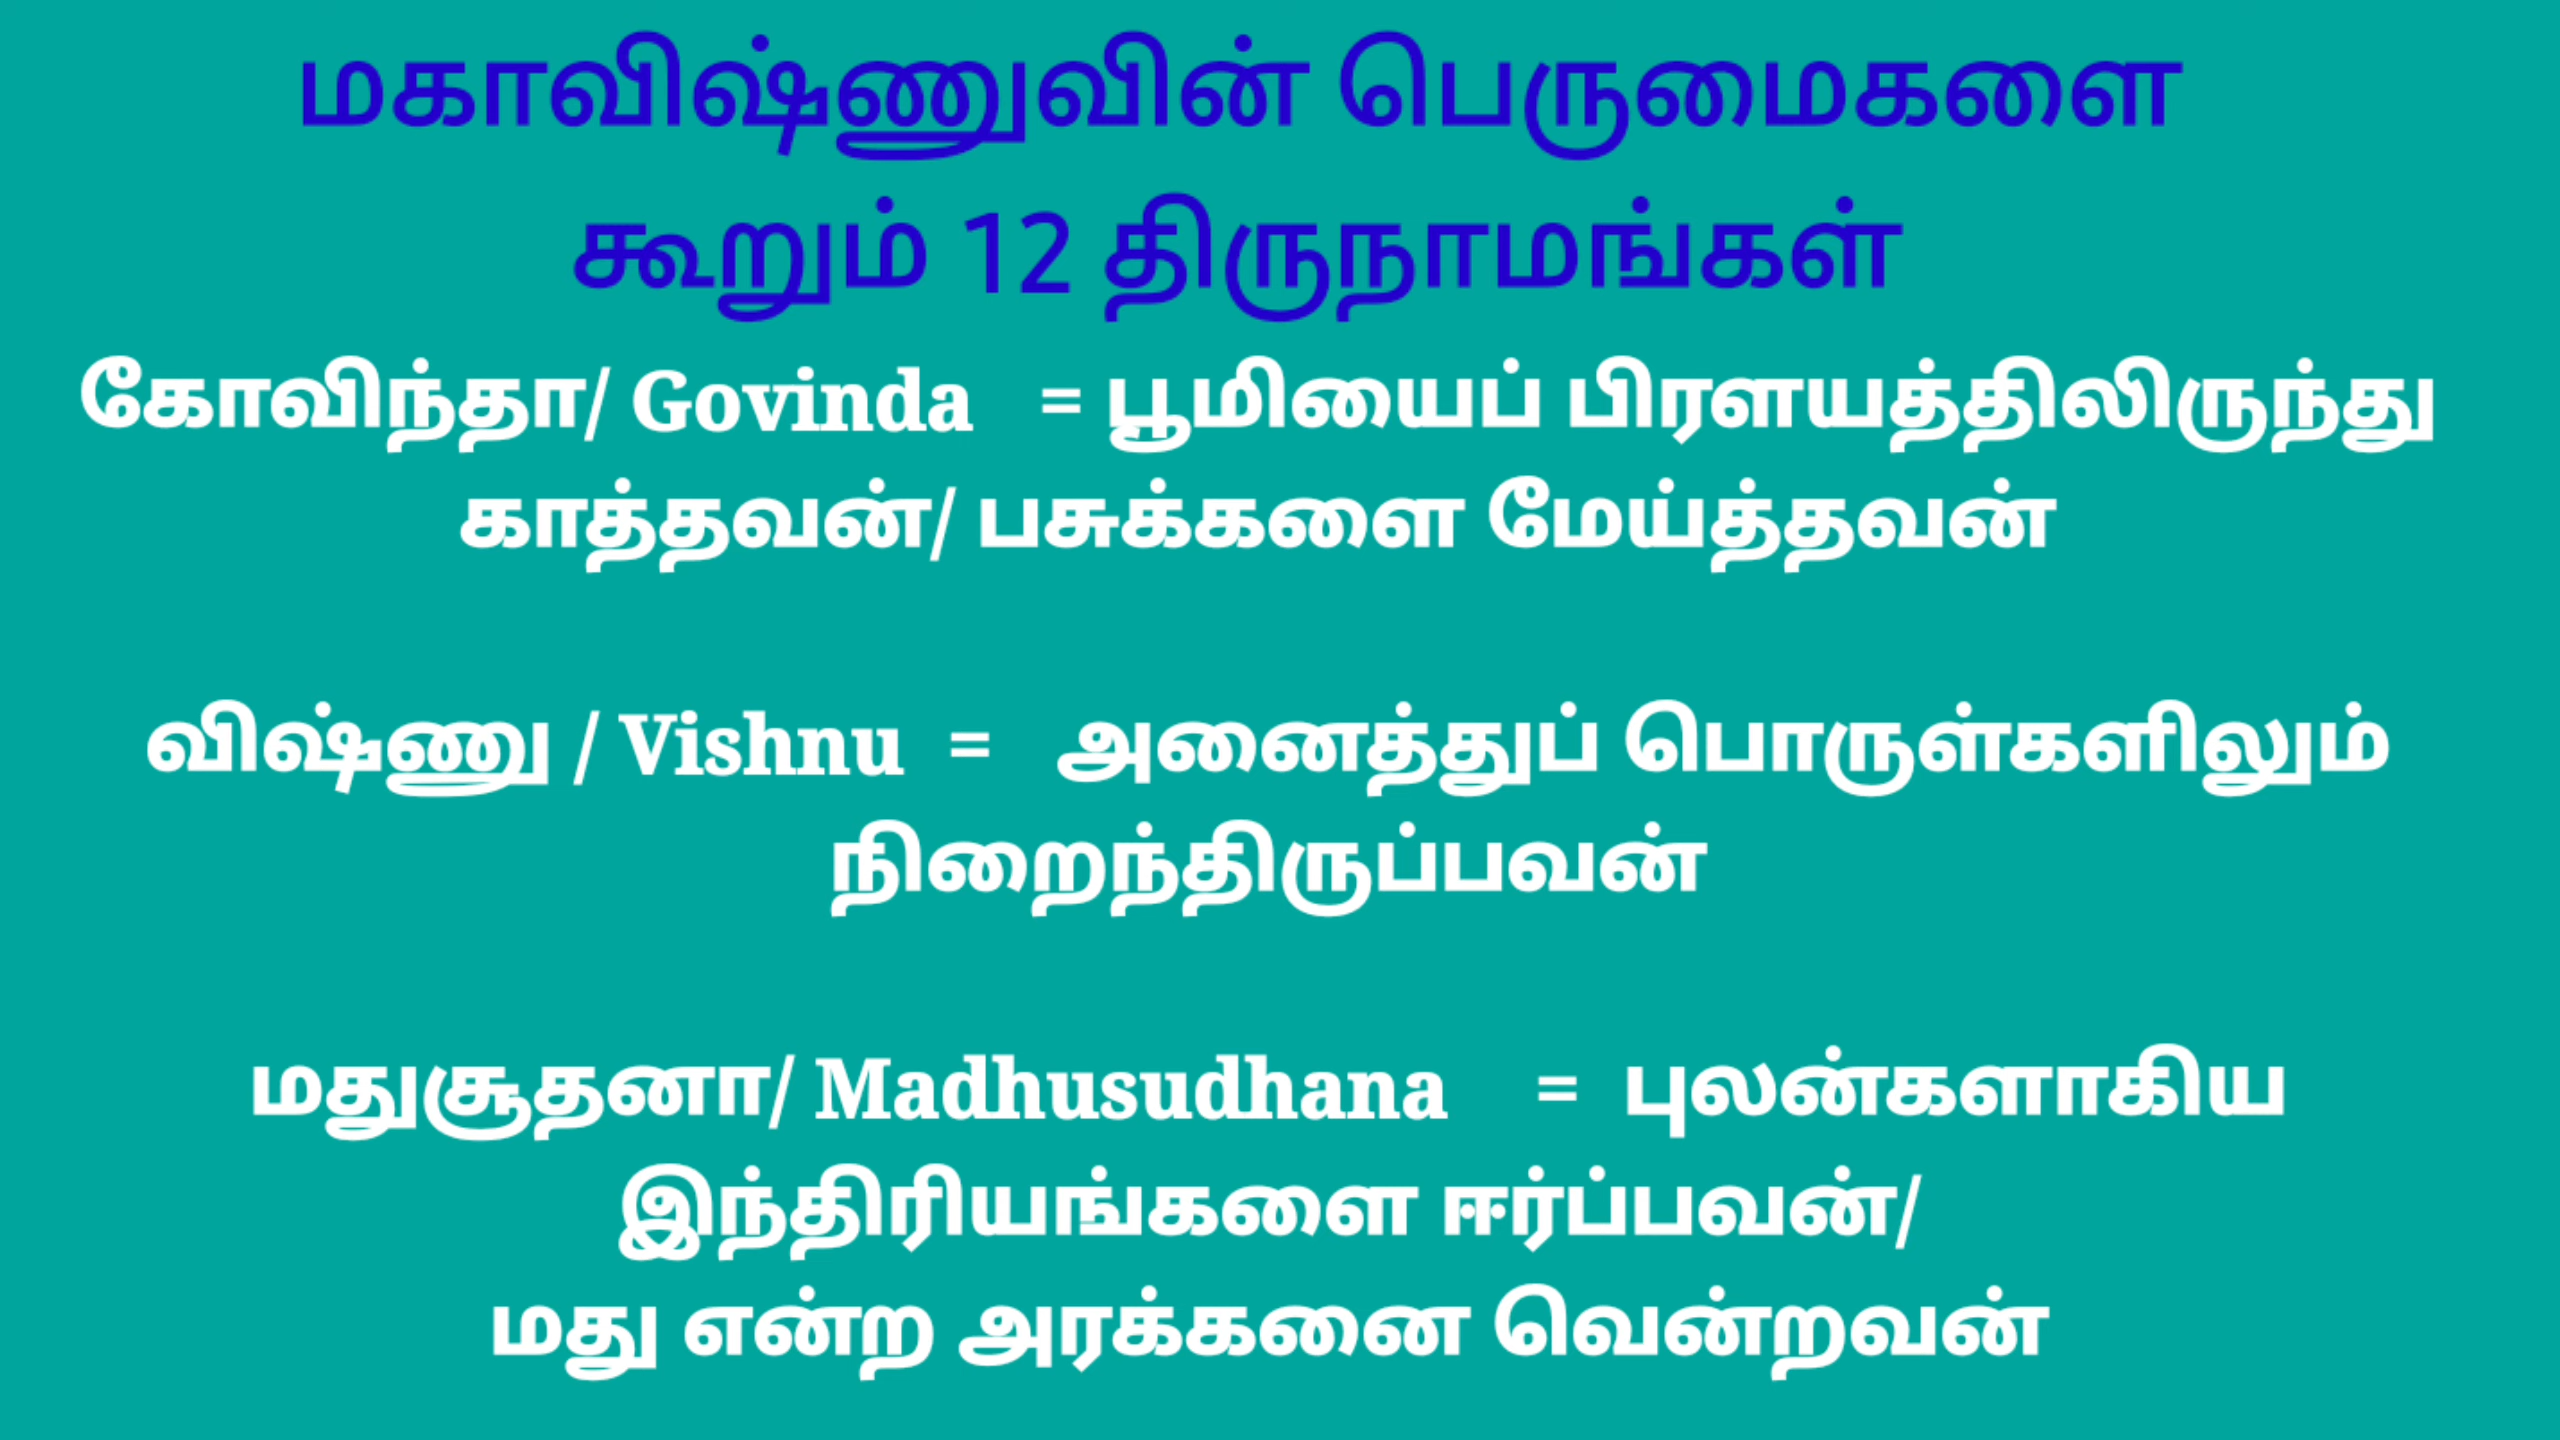 மகாவிஷ்ணுவின் பெருமைகளை
கூறும் 12 திருநாமங்கள்
கோவிந்தா/ Govinda = பூமியைப் பிரளயத்திலிருந்து
காத்தவன்/ பசுக்களை மேய்த்தவன்
விஷ்ணு / Vishnu = அனைத்துப் பொருள்களிலும்
நிறைந்திருப்பவன்
மதுசூதனா/ Madhusudhana = புலன்களாகிய
இந்திரியங்களை ஈர்ப்பவன்/
மது என்ற அரக்கனை வென்றவன்